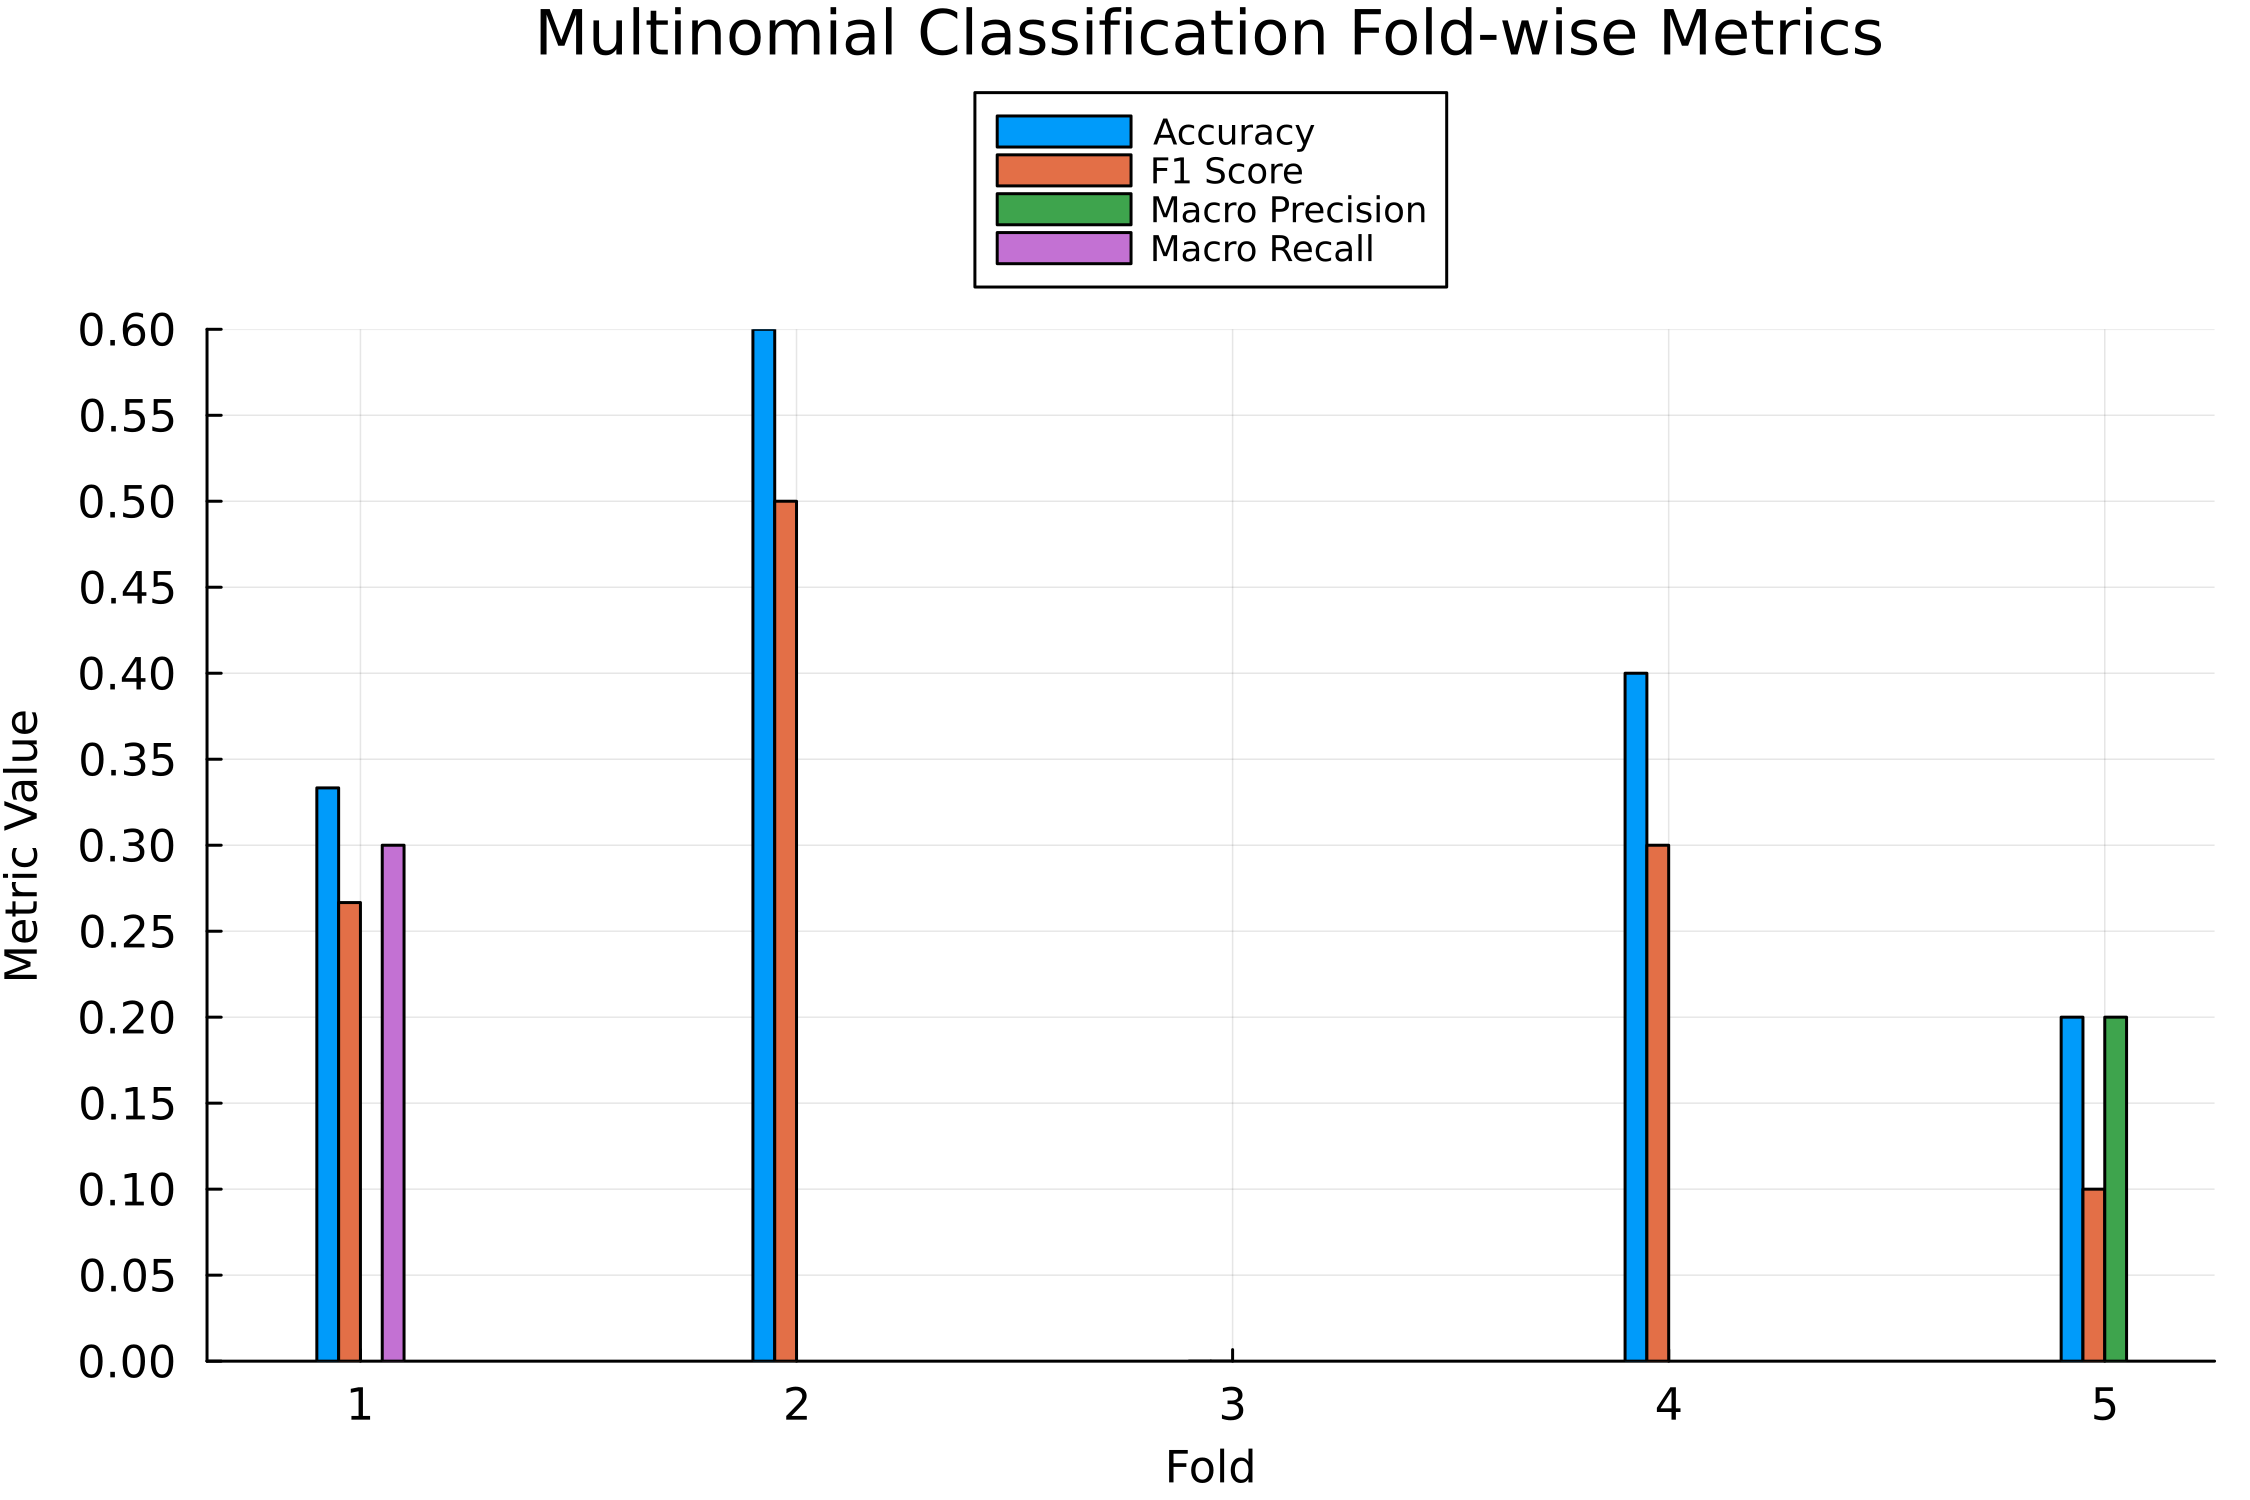 Multinomial Classification Fold-wise Metrics
Accuracy
F1 Score
Macro Precision
Macro Recall
0.60
0.55
0.50
0.45
0.40
0.35
0.30
0.25
0.20
0.15
0.10
0.05
0.00
Metric Value
1 2 3 4 5
Fold